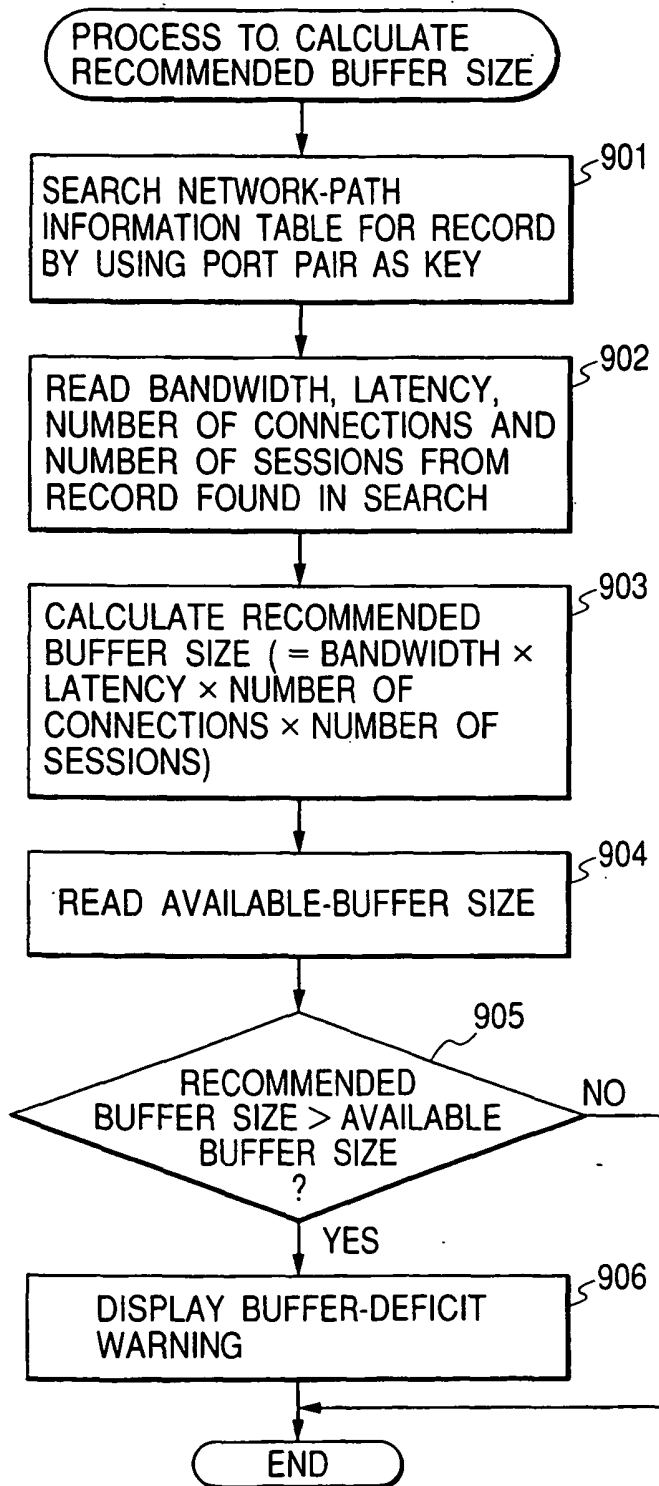 PROCESS TO CALCULATE
RECOMMENDED BUFFER SIZE
901
SEARCH NETWORK-PATH
INFORMATION TABLE FOR RECORD
BY USING PORT PAIR AS KEY
902
READ BANDWIDTH, LATENCY,
NUMBER OF CONNECTIONS AND
NUMBER OF SESSIONS FROM
RECORD FOUND IN SEARCH
903
CALCULATE RECOMMENDED
BUFFER SIZE ( = BANDWIDTH ×
LATENCY × NUMBER OF
CONNECTIONS × NUMBER OF
SESSIONS)
904
READ AVAILABLE-BUFFER SIZE
905
RECOMMENDED
BUFFER SIZE > AVAILABLE
BUFFER SIZE
?
NO
YES
906
DISPLAY BUFFER-DEFICIT
WARNING
END